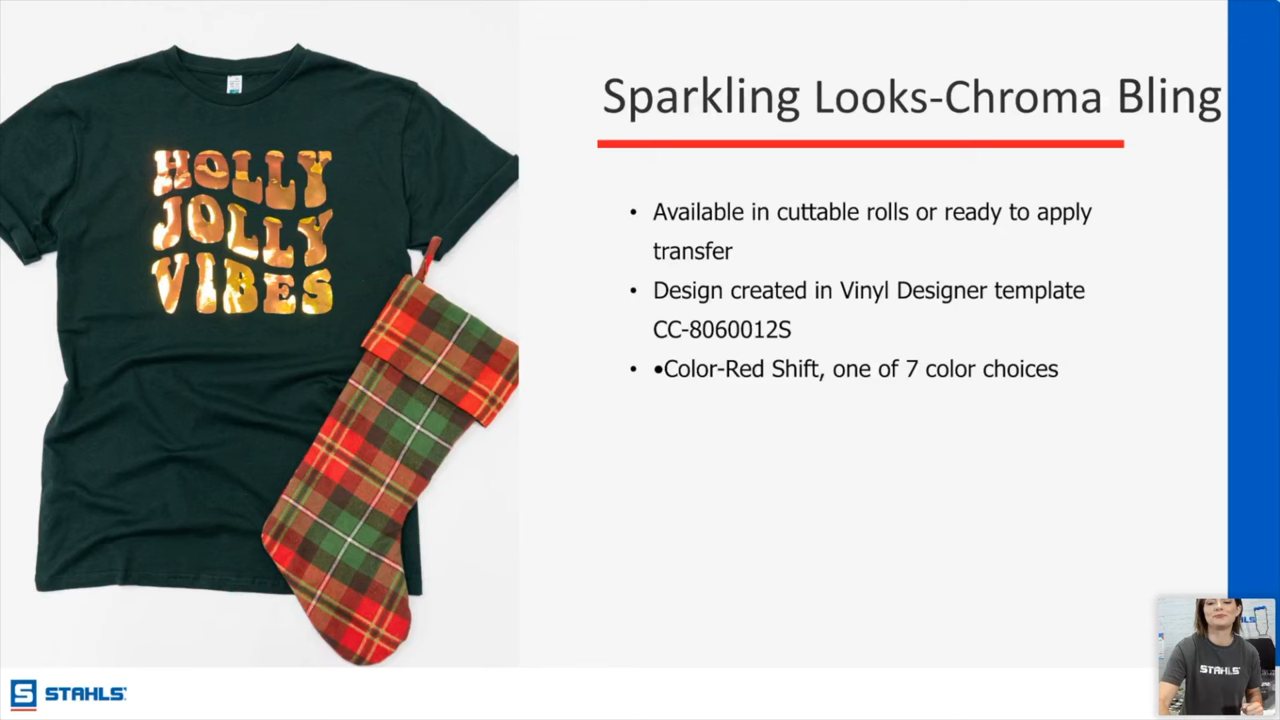 HOLLY
JOLLY
VIBES
Sparkling Looks-Chroma Bling
• Available in cuttable rolls or ready to apply
transfer
• Design created in Vinyl Designer template
CC-8060012S
• •Color-Red Shift, one of 7 color choices
S STAHLS'
STAHLS'